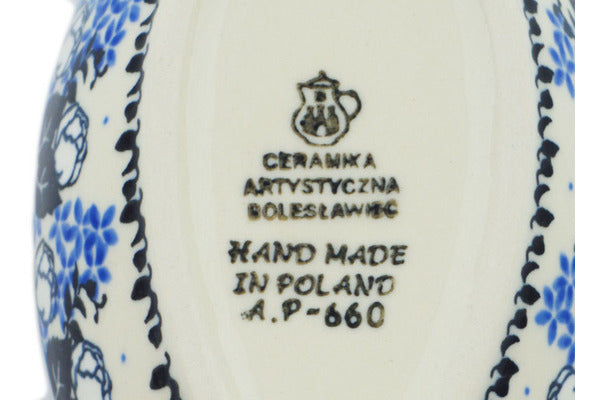 CERAMIKA
ARTYSTYCZNA
BOLESŁAWIEC
HAND MADE
IN POLAND
A.P-660